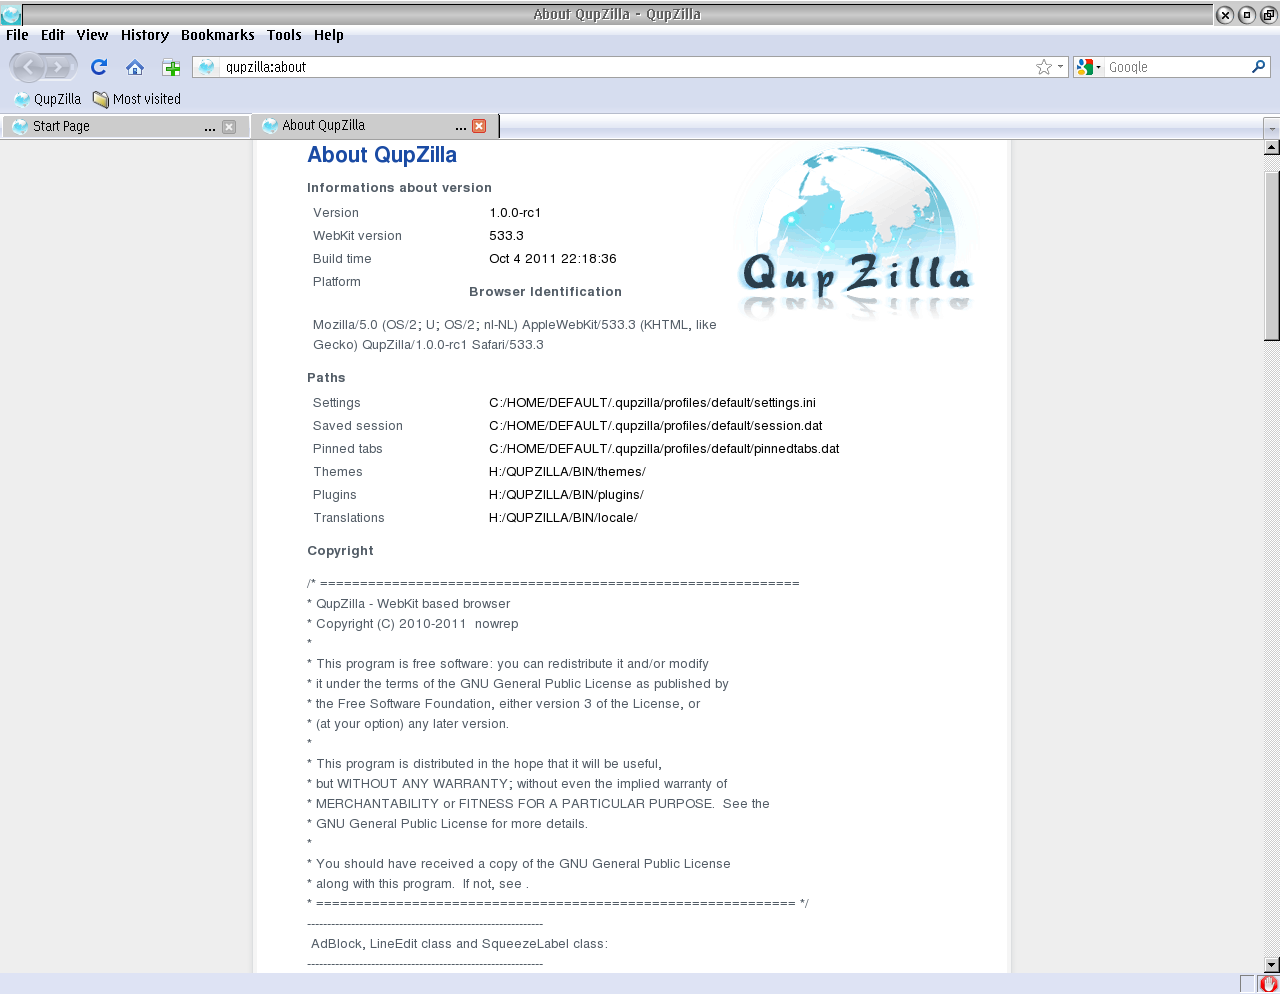 About QupZilla - QupZilla
File Edit View History Bookmarks Tools Help
qupzilla:about
Google
QupZilla Most visited
Start Page ... About QupZilla ...
About QupZilla
Informations about version
Version 1.0.0-rc1
WebKit version 533.3
Build time Oct 4 2011 22:18:36
Platform
QupZilla
Browser Identification
Mozilla/5.0 (OS/2; U; OS/2; nl-NL) AppleWebKit/533.3 (KHTML, like
Gecko) QupZilla/1.0.0-rc1 Safari/533.3
Paths
Settings C:/HOME/DEFAULT/.qupzilla/profiles/default/settings.ini
Saved session C:/HOME/DEFAULT/.qupzilla/profiles/default/session.dat
Pinned tabs C:/HOME/DEFAULT/.qupzilla/profiles/default/pinnedtabs.dat
Themes H:/QUPZILLA/BIN/themes/
Plugins H:/QUPZILLA/BIN/plugins/
Translations H:/QUPZILLA/BIN/locale/
Copyright
/* ============================================================
* QupZilla - WebKit based browser
* Copyright (C) 2010-2011  nowrep
*
* This program is free software: you can redistribute it and/or modify
* it under the terms of the GNU General Public License as published by
* the Free Software Foundation, either version 3 of the License, or
* (at your option) any later version.
*
* This program is distributed in the hope that it will be useful,
* but WITHOUT ANY WARRANTY; without even the implied warranty of
* MERCHANTABILITY or FITNESS FOR A PARTICULAR PURPOSE.  See the
* GNU General Public License for more details.
*
* You should have received a copy of the GNU General Public License
* along with this program.  If not, see .
* ============================================================ */
-----------------------------------------------------------
AdBlock, LineEdit class and SqueezeLabel class:
-----------------------------------------------------------